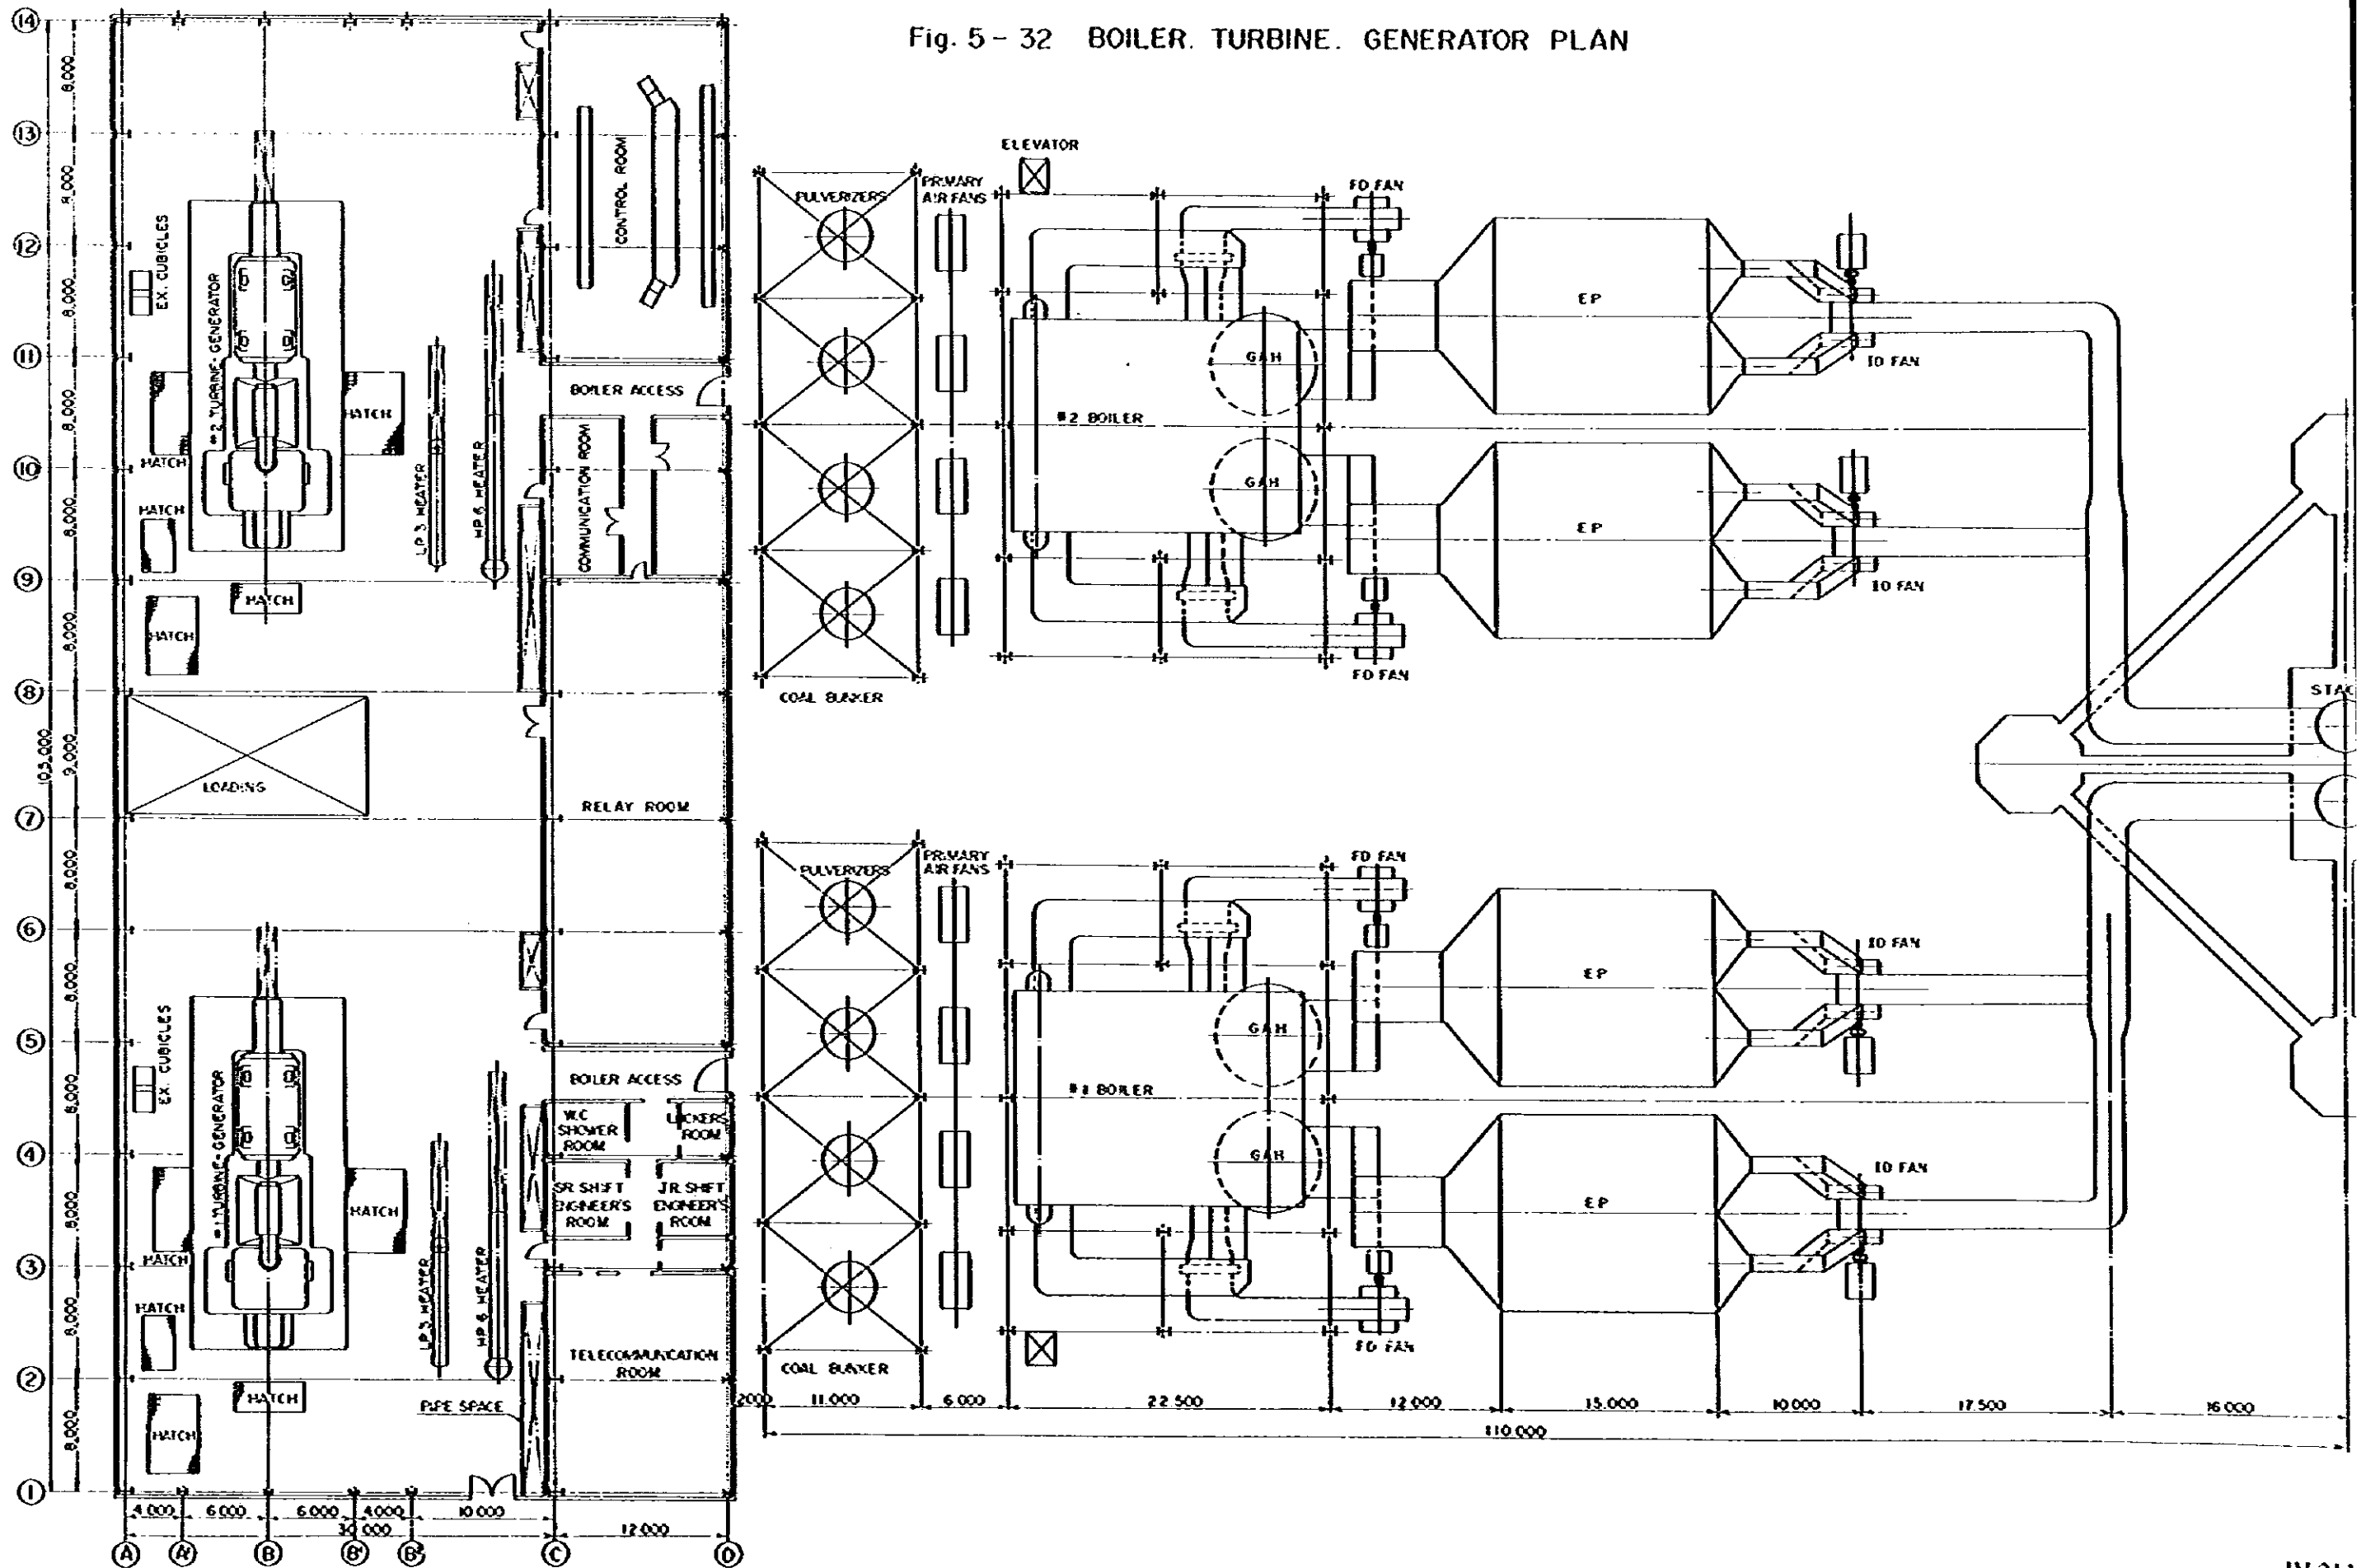 Fig. 5-32 BOILER. TURBINE. GENERATOR PLAN
14
13
12
11
10
9
8
7
6
5
4
3
2
1
8,000
8,000
8,000
8,000
8,000
8,000
9,000
8,000
8,000
8,000
8,000
8,000
8,000
105,000
EX. CUBICLES
#2 TURBINE-GENERATOR
HATCH
HATCH
HATCH
HATCH
HATCH
LP 3 HEATER
HP 6 HEATER
LOADING
CONTROL ROOM
BOILER ACCESS
COMMUNICATION ROOM
RELAY ROOM
EX. CUBICLES
#1 TURBINE-GENERATOR
HATCH
HATCH
HATCH
HATCH
HATCH
LP 3 HEATER
HP 6 HEATER
PIPE SPACE
BOILER ACCESS
W.C
SHOWER
ROOM
LOCKERS
ROOM
SR. SHIFT
ENGINEER'S
ROOM
JR. SHIFT
ENGINEER'S
ROOM
TELECOMMUNICATION
ROOM
PULVERIZERS
PRIMARY
AIR FANS
ELEVATOR
COAL BUNKER
#2 BOILER
GAH
GAH
FD FAN
FD FAN
EP
EP
ID FAN
ID FAN
PULVERIZERS
PRIMARY
AIR FANS
COAL BUNKER
#1 BOILER
GAH
GAH
FD FAN
FD FAN
EP
EP
ID FAN
ID FAN
STAC
2000
11.000
6.000
22.500
12.000
15.000
10.000
17.500
16.000
110.000
4.000
6.000
6.000
4.000
10.000
30.000
12.000
A
A'
B
B'
C
D